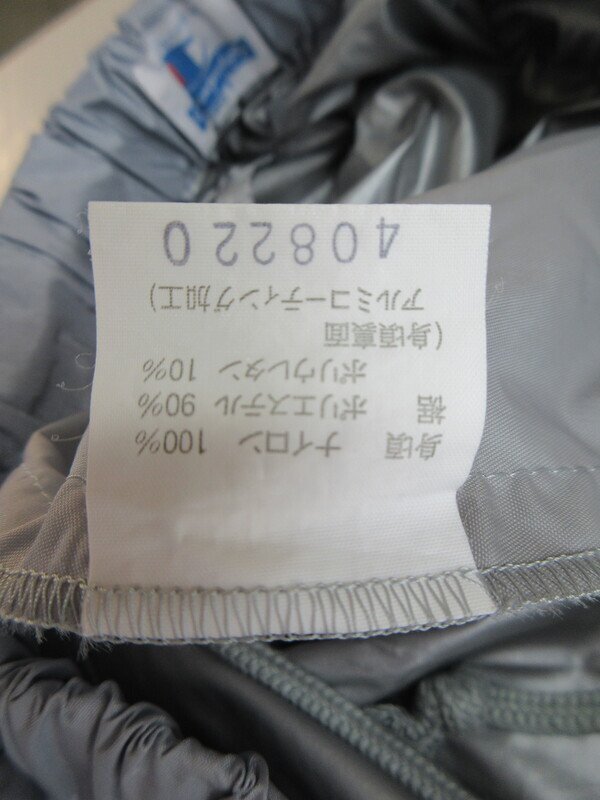 身頃 ナイロン 100%
裾 ポリエステル 90%
ポリウレタン 10%
(身頃裏面
アルミコーティング加工)
408220